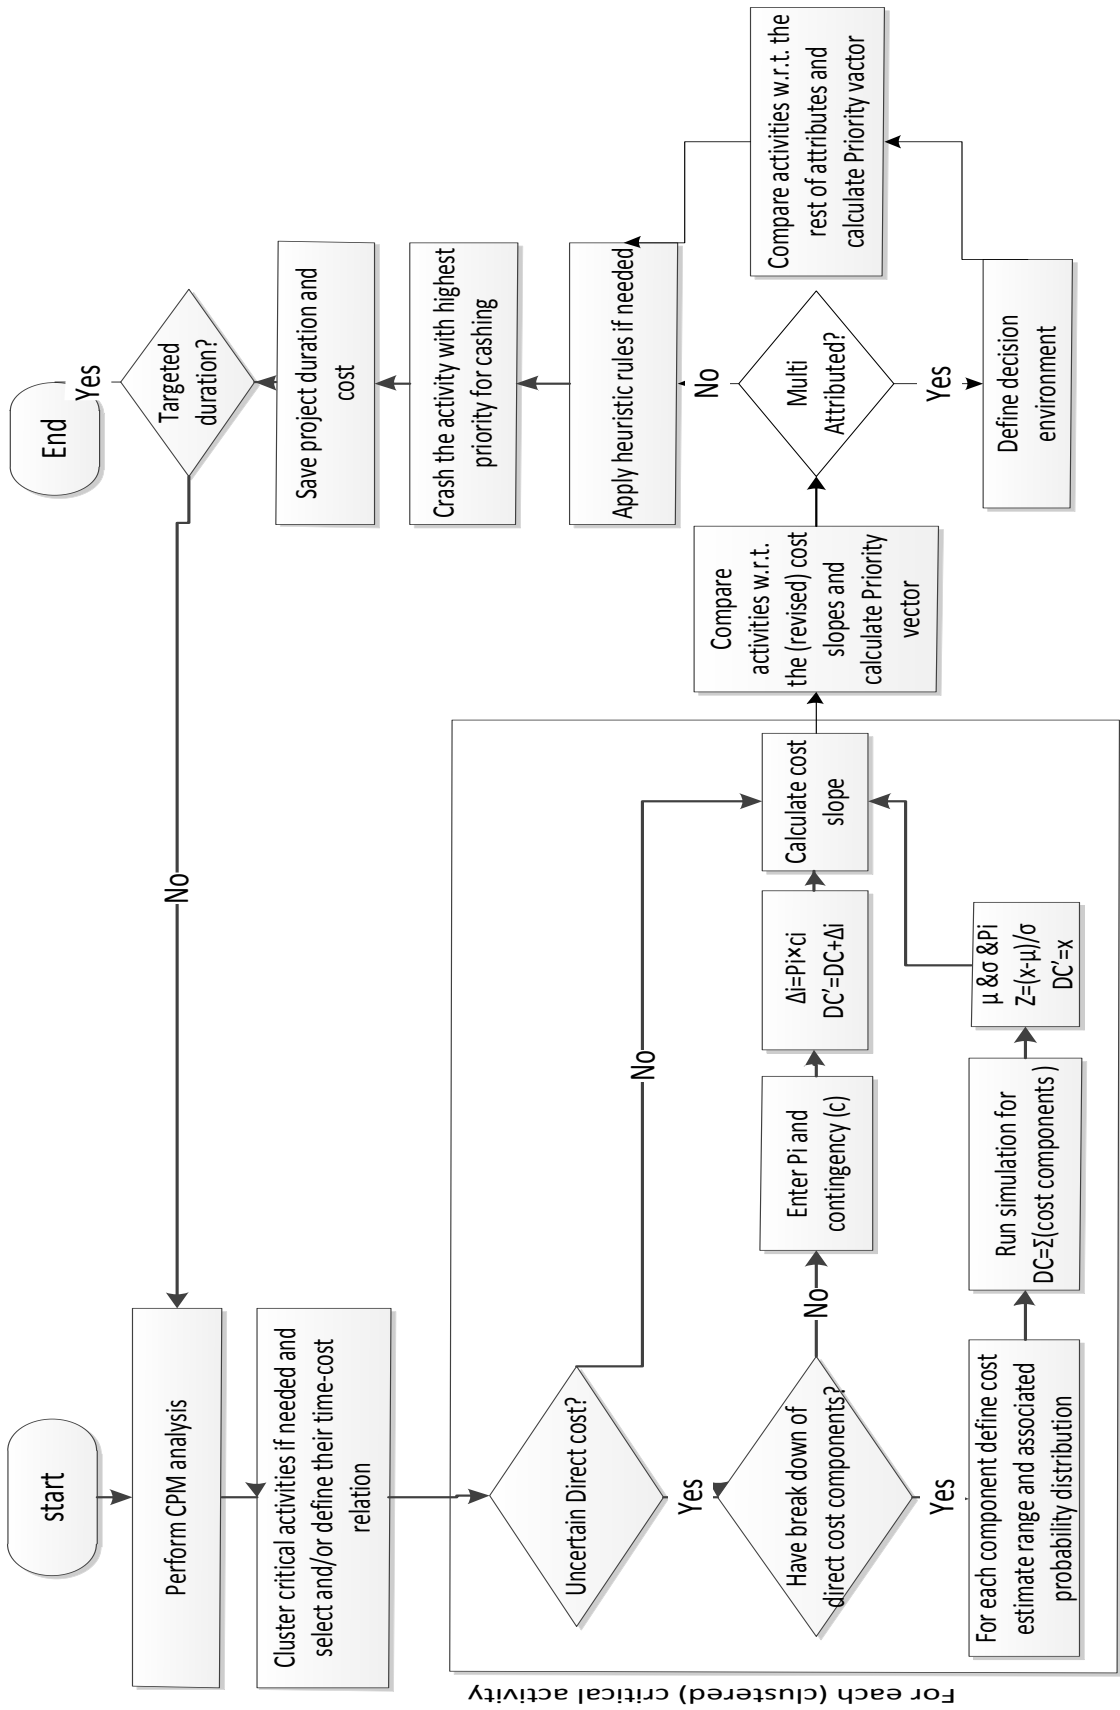 start
Perform CPM analysis
Cluster critical activities if needed and
select and/or define their time-cost
relation
For each (clustered) critical activity
Uncertain Direct cost?
No
Yes
Have break down of
direct cost components?
No
Yes
For each component define cost
estimate range and associated
probability distribution
Run simulation for
DC=Σ(cost components )
μ &σ &Pi
Z=(x-μ)/σ
DC'=x
Enter Pi and
contingency (c)
Δi=Pi×ci
DC'=DC+Δi
Calculate cost
slope
Compare
activities w.r.t.
the (revised) cost
slopes and
calculate Priority
vector
Multi
Attributed?
No
Yes
Define decision
environment
Compare activities w.r.t. the
rest of attributes and
calculate Priority vactor
Apply heuristic rules if needed
Crash the activity with highest
priority for cashing
Save project duration and
cost
Targeted
duration?
No
Yes
End